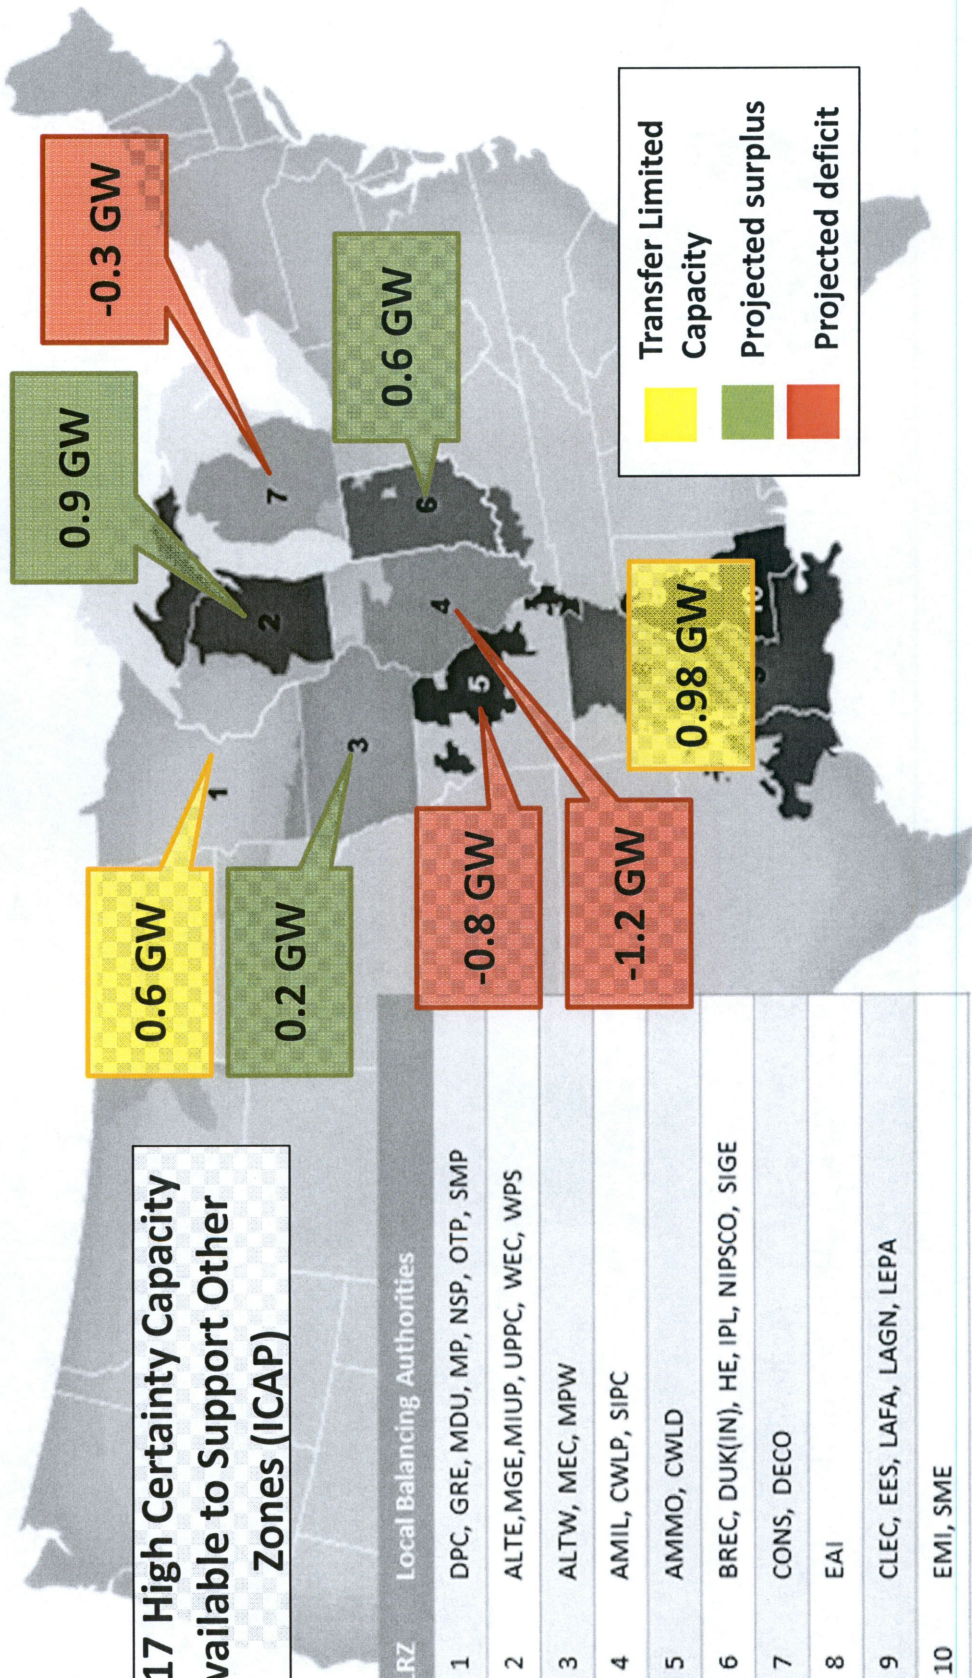 17 High Certainty Capacity
vailable to Support Other
Zones (ICAP)
0.6 GW
0.2 GW
-0.8 GW
-1.2 GW
0.9 GW
-0.3 GW
0.6 GW
0.98 GW
1
2
3
4
5
6
7
9
10
Transfer Limited
Capacity
Projected surplus
Projected deficit
LRZ Local Balancing Authorities
1 DPC, GRE, MDU, MP, NSP, OTP, SMP
2 ALTE,MGE,MIUP, UPPC, WEC, WPS
3 ALTW, MEC, MPW
4 AMIL, CWLP, SIPC
5 AMMO, CWLD
6 BREC, DUK(IN), HE, IPL, NIPSCO, SIGE
7 CONS, DECO
8 EAI
9 CLEC, EES, LAFA, LAGN, LEPA
10 EMI, SME